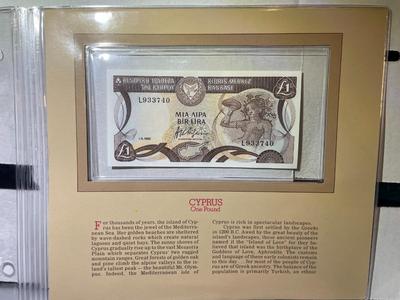 ΚΕΝΤΡΙΚΗ ΤΡΑΠΕΖΑ
ΤΗΣ ΚΥΠΡΟΥ
KIBRIS MERKEZ
BANKASI
£1
L933740
ΜΙΑ ΛΙΡΑ
BİR LİRA
L933740
£1
CYPRUS
One Pound
For thousands of years, the island of Cyp-
rus has been the jewel of the Mediterra-
nean Sea. Her golden beaches are sheltered
by wave-dashed rocks which create natural
lagoons and quiet bays. The sunny shores of
Cyprus gradually rise up to the vast Mesaoria
Plain which separates Cyprus' two rugged
mountain ranges. Great forests of golden oak
and pine climb the alpine valleys to the is-
land's tallest peak — the beautiful Mt. Olym-
pus. Indeed, the Mediterranean isle of
Cyprus is rich in spectacular landscapes.
Cyprus was first settled by the Greeks
in 1200 B.C. Awed by the great beauty of the
island's landscapes, these ancient pioneers
named it the "Island of Love" for they be-
lieved that island was the birthplace of the
Goddess of Love, Aphrodite. The customs
and language of these early colonists remain
to this day . . . for most of the people of Cyp-
rus are of Greek ancestry. The balance of the
population is primarily Turkish, an ethnic